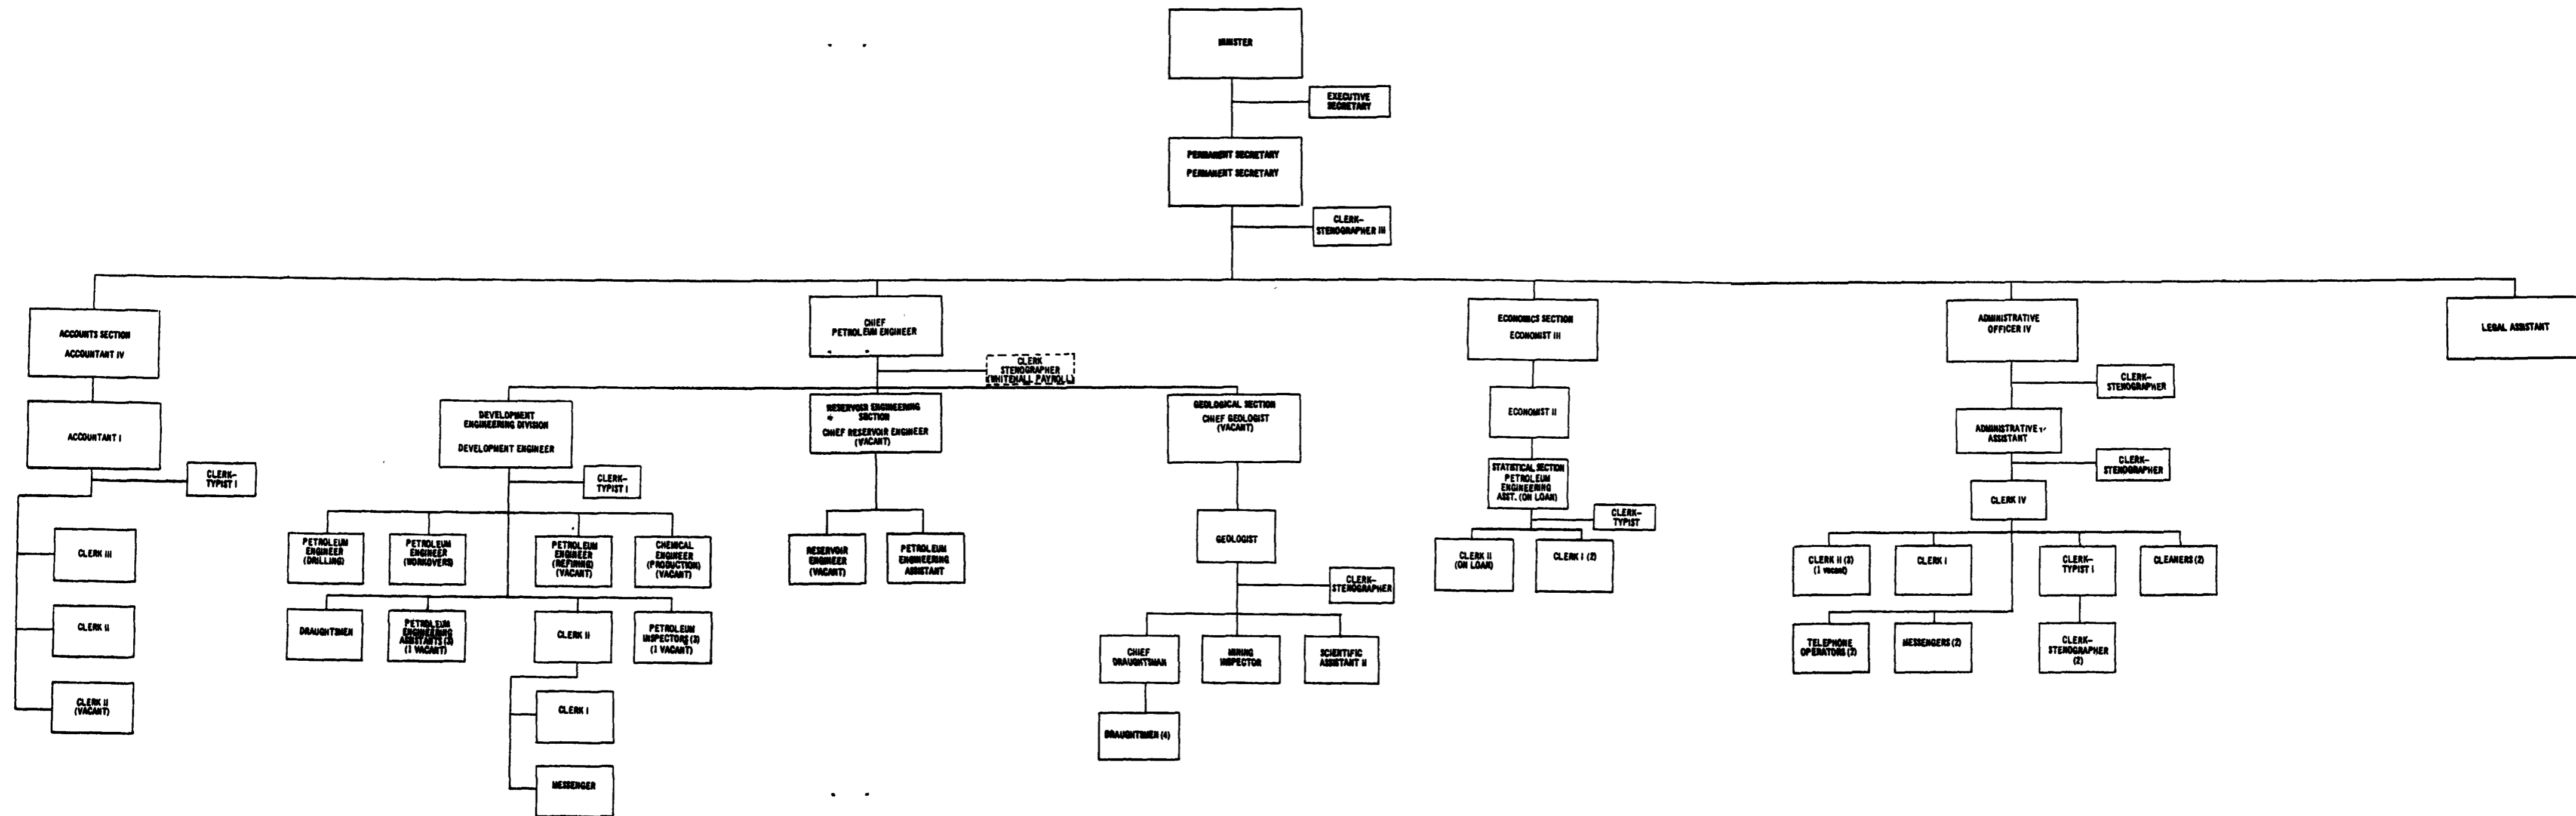 MINISTER
EXECUTIVE
SECRETARY
PERMANENT SECRETARY
PERMANENT SECRETARY
CLERK–
STENOGRAPHER III
ACCOUNTS SECTION
ACCOUNTANT IV
CHIEF
PETROLEUM ENGINEER
ECONOMICS SECTION
ECONOMIST III
ADMINISTRATIVE
OFFICER IV
LEGAL ASSISTANT
CLERK
STENOGRAPHER
(WHITEHALL PAYROLL)
CLERK–
STENOGRAPHER
ACCOUNTANT I
DEVELOPMENT
ENGINEERING DIVISION
DEVELOPMENT ENGINEER
RESERVOIR ENGINEERING
SECTION
CHIEF RESERVOIR ENGINEER
(VACANT)
GEOLOGICAL SECTION
CHIEF GEOLOGIST
(VACANT)
ECONOMIST II
ADMINISTRATIVE
ASSISTANT
CLERK–
TYPIST I
CLERK–
TYPIST I
STATISTICAL SECTION
PETROLEUM
ENGINEERING
ASST. (ON LOAN)
CLERK–
STENOGRAPHER
CLERK IV
CLERK–
TYPIST
CLERK III
PETROLEUM
ENGINEER
(DRILLING)
PETROLEUM
ENGINEER
(WORKOVERS)
PETROLEUM
ENGINEER
(REFINING)
(VACANT)
CHEMICAL
ENGINEER
(PRODUCTION)
(VACANT)
RESERVOIR
ENGINEER
(VACANT)
PETROLEUM
ENGINEERING
ASSISTANT
GEOLOGIST
CLERK II
(ON LOAN)
CLERK I (2)
CLERK II (3)
(1 vacant)
CLERK I
CLERK–
TYPIST I
CLEANERS (2)
CLERK–
STENOGRAPHER
CLERK II
DRAUGHTSMEN
PETROLEUM
ENGINEERING
ASSISTANTS (3)
(1 VACANT)
CLERK II
PETROLEUM
INSPECTORS (3)
(1 VACANT)
CHIEF
DRAUGHTSMAN
MINING
INSPECTOR
SCIENTIFIC
ASSISTANT II
TELEPHONE
OPERATORS (2)
MESSENGERS (2)
CLERK–
STENOGRAPHER
(2)
CLERK II
(VACANT)
CLERK I
DRAUGHTSMEN (4)
MESSENGER